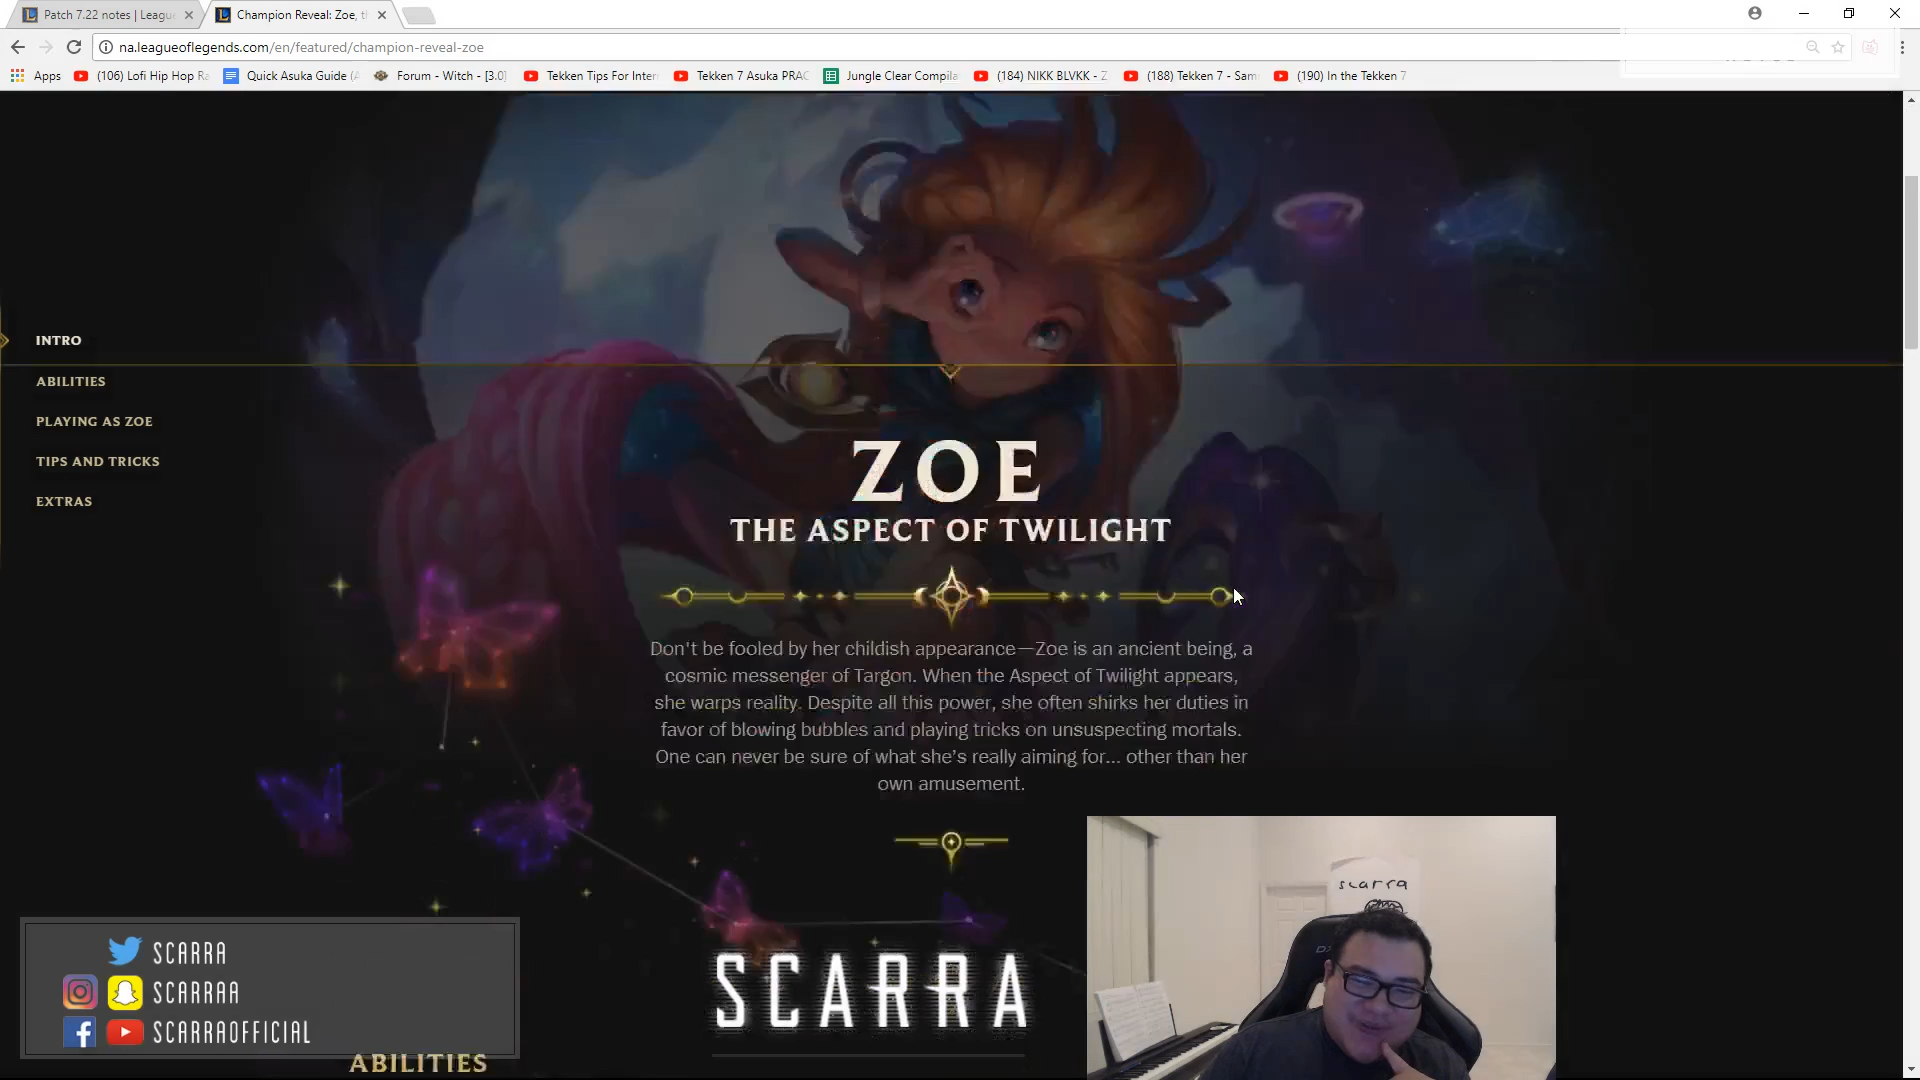 Patch 7.22 notes | Leagu
Champion Reveal: Zoe, t
na.leagueoflegends.com/en/featured/champion-reveal-zoe
Apps
(106) Lofi Hip Hop Ra
Quick Asuka Guide (A
Forum - Witch - [3.0]
Tekken Tips For Inter
Tekken 7 Asuka PRAC
Jungle Clear Compila
(184) NIKK BLVKK - Z
(188) Tekken 7 - Sam
(190) In the Tekken 7
INTRO
ABILITIES
PLAYING AS ZOE
TIPS AND TRICKS
EXTRAS
ZOE
THE ASPECT OF TWILIGHT
Don't be fooled by her childish appearance—Zoe is an ancient being, a
cosmic messenger of Targon. When the Aspect of Twilight appears,
she warps reality. Despite all this power, she often shirks her duties in
favor of blowing bubbles and playing tricks on unsuspecting mortals.
One can never be sure of what she's really aiming for... other than her
own amusement.
scarra
SCARRA
SCARRAA
SCARRAOFFICIAL
SCARRA
ABILITIES